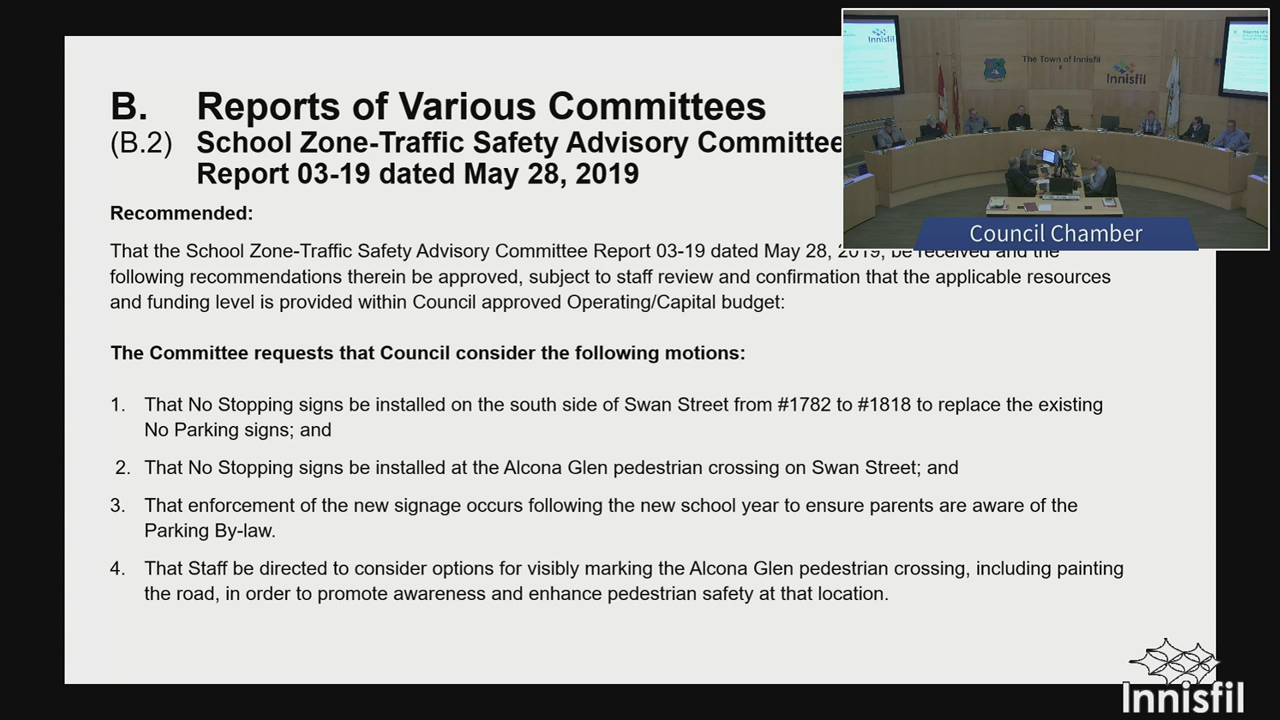 B. Reports of Various Committees
(B.2) School Zone-Traffic Safety Advisory Committee
Report 03-19 dated May 28, 2019
Recommended:
That the School Zone-Traffic Safety Advisory Committee Report 03-19 dated May 28, 2019, be received and the
following recommendations therein be approved, subject to staff review and confirmation that the applicable resources
and funding level is provided within Council approved Operating/Capital budget:
The Committee requests that Council consider the following motions:
1. That No Stopping signs be installed on the south side of Swan Street from #1782 to #1818 to replace the existing
No Parking signs; and
2. That No Stopping signs be installed at the Alcona Glen pedestrian crossing on Swan Street; and
3. That enforcement of the new signage occurs following the new school year to ensure parents are aware of the
Parking By-law.
4. That Staff be directed to consider options for visibly marking the Alcona Glen pedestrian crossing, including painting
the road, in order to promote awareness and enhance pedestrian safety at that location.
Innisfil
The Town of Innisfil
Innisfil
Council Chamber
Innisfil